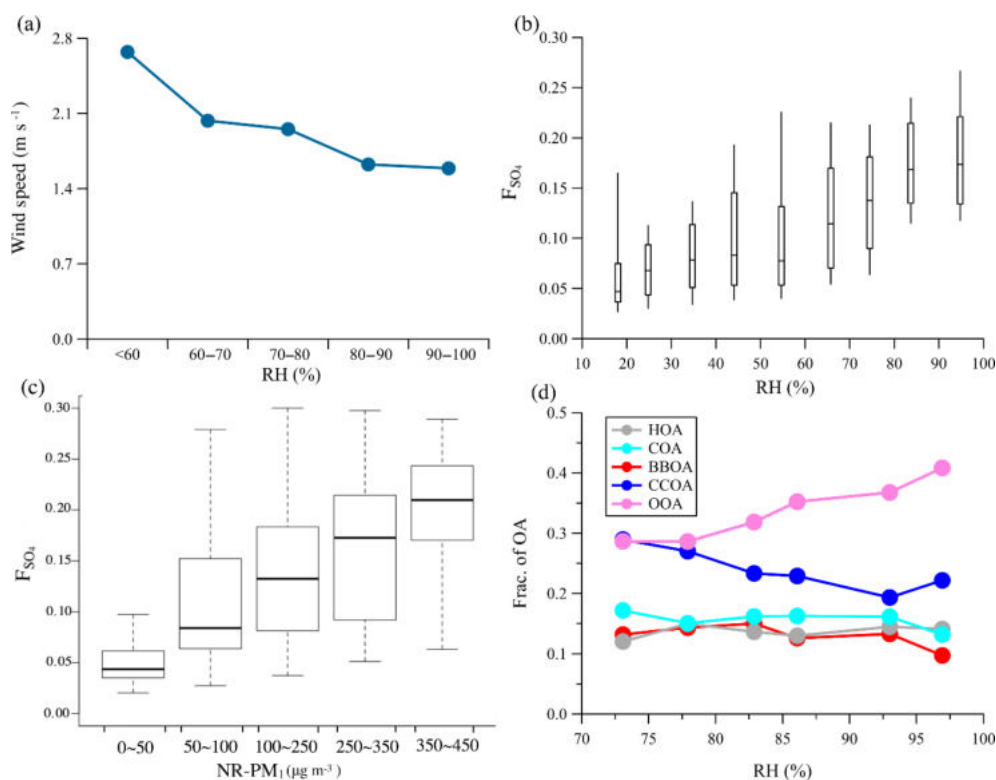 (a)
2.8
2.1
1.4
0.7
0.0
Wind speed (m s⁻¹)
<60 60–70 70–80 80–90 90–100
RH (%)
(b)
0.30
0.25
0.20
0.15
0.10
0.05
0.00
F_SO₄
10 20 30 40 50 60 70 80 90 100
RH (%)
(c)
0.30
0.20
0.15
0.10
0.05
0.00
F_SO₄
0~50 50~100 100~250 250~350 350~450
NR-PM₁ (μg m⁻³)
(d)
0.5
0.4
0.3
0.2
0.1
0.0
Frac. of OA
HOA
COA
BBOA
CCOA
OOA
70 75 80 85 90 95 100
RH (%)